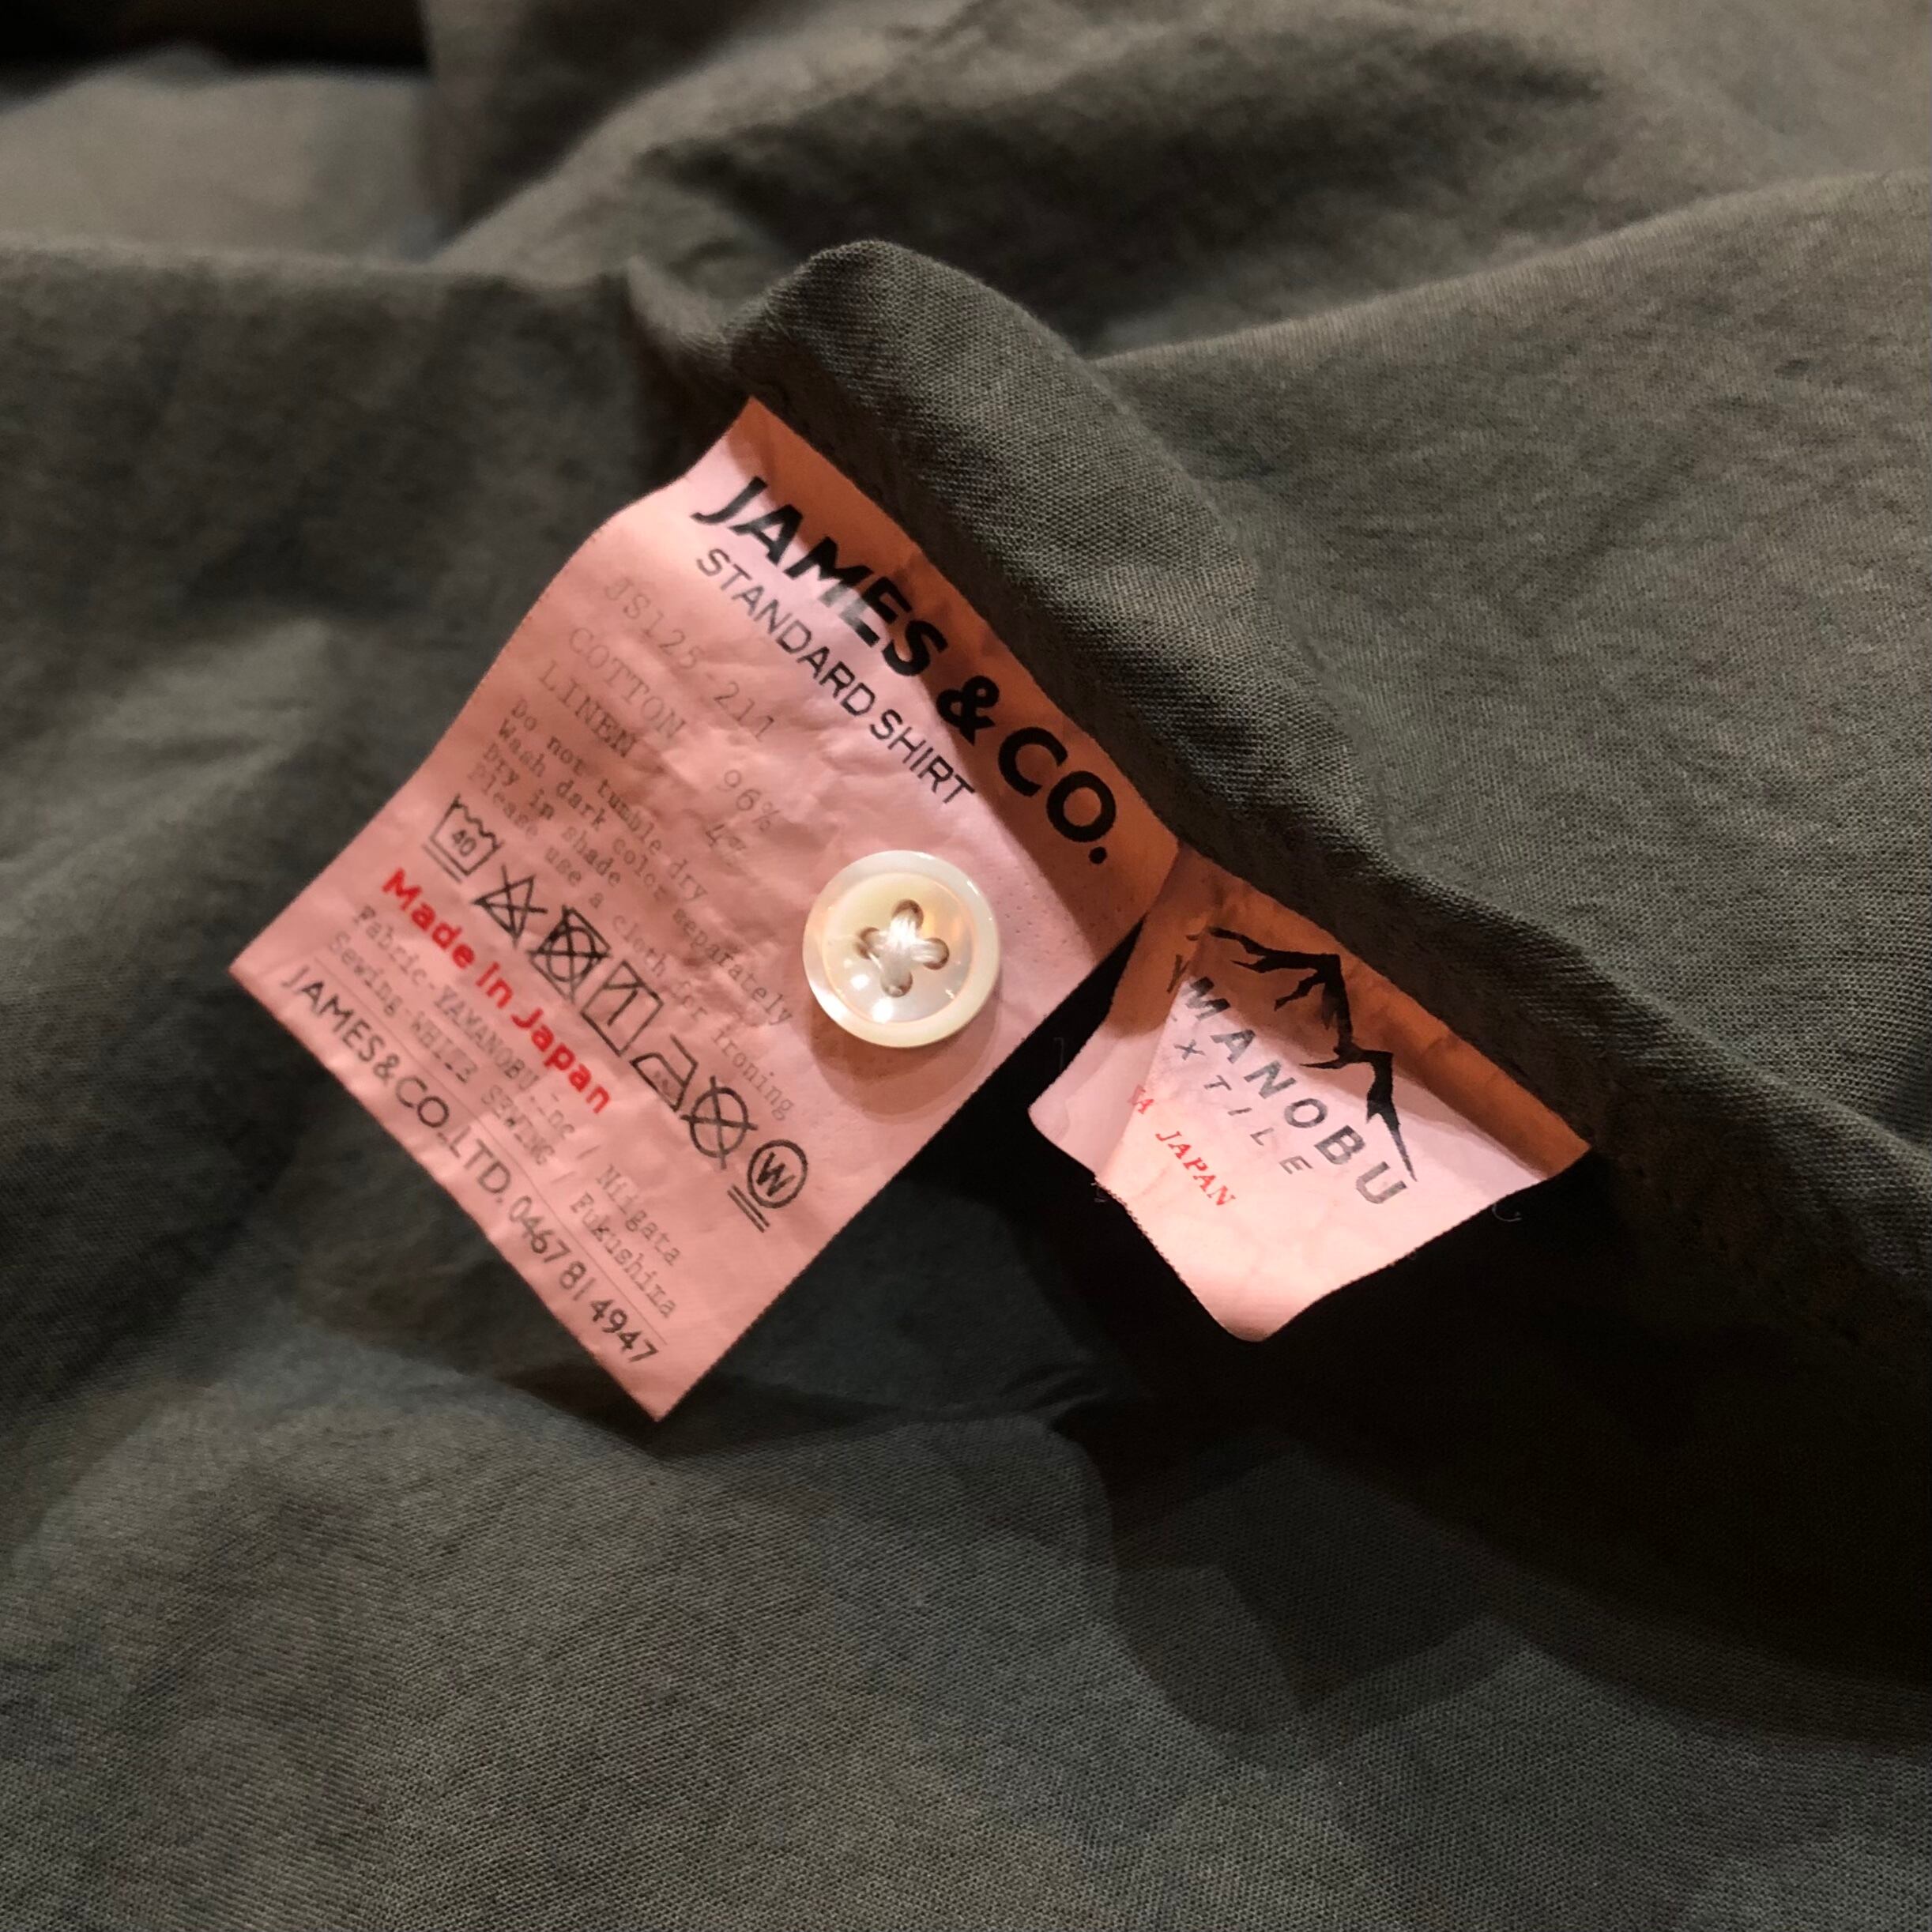 JAMES & CO.
STANDARD SHIRT
JS125-211
COTTON 96%
LINEN 4%
Do not tumble dry
Wash dark color separately
Dry in shade
Please use a cloth for ironing
40
W
Made in Japan
Fabric-YAMANOBU inc / Niigata
Sewing-WHITE SEWING / Fukushima
JAMES&CO.,LTD. 0467 81 4947
YAMANOBU
XTILE
JAPAN